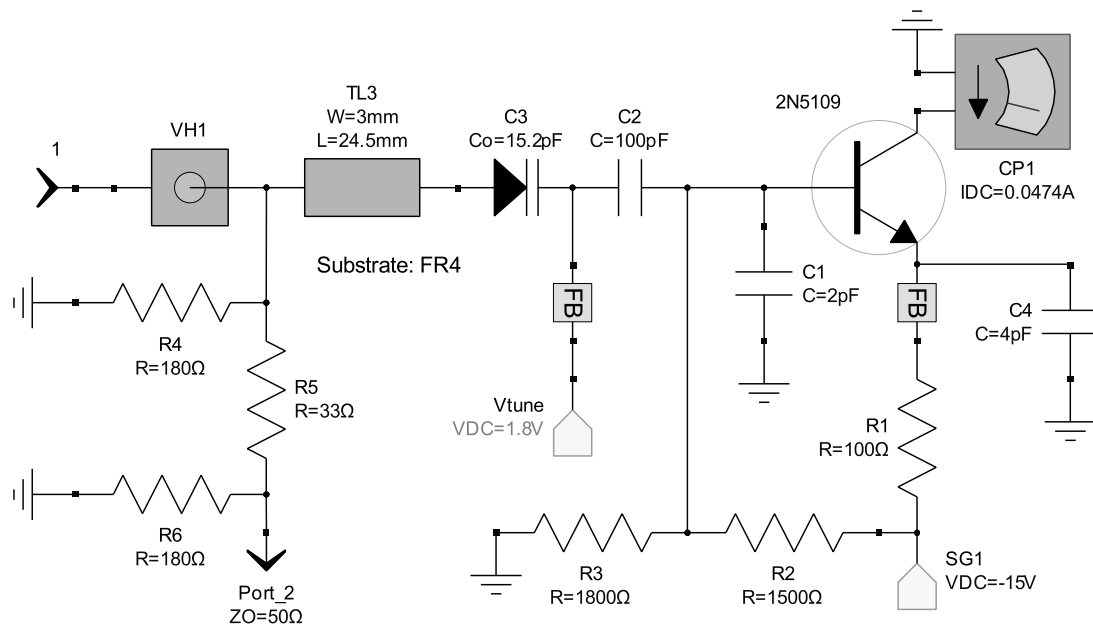 1
VH1
TL3
W=3mm
L=24.5mm
C3
Co=15.2pF
C2
C=100pF
2N5109
CP1
IDC=0.0474A
Substrate: FR4
FB
C1
C=2pF
FB
C4
C=4pF
R4
R=180Ω
R5
R=33Ω
Vtune
VDC=1.8V
R1
R=100Ω
R6
R=180Ω
Port_2
ZO=50Ω
R3
R=1800Ω
R2
R=1500Ω
SG1
VDC=-15V